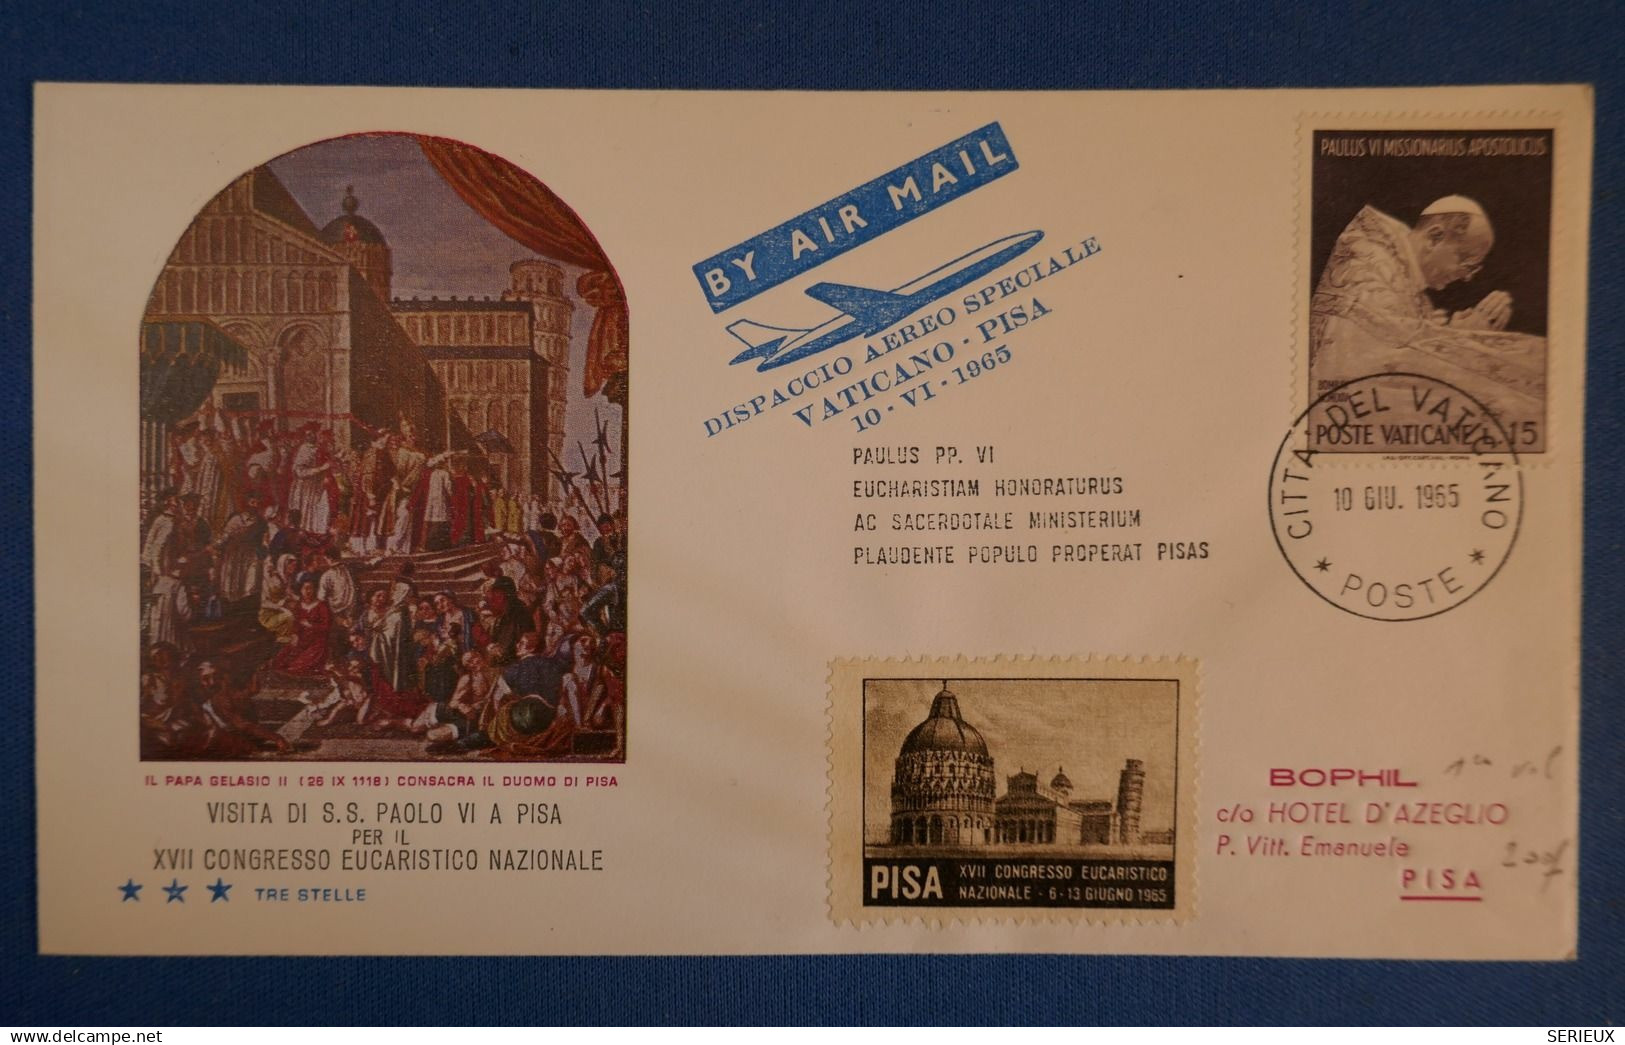 BY AIR MAIL
DISPACCIO AEREO SPECIALE
VATICANO - PISA
10 - VI - 1965
PAULUS VI MISSIONARIUS APOSTOLICUS
POSTE VATICANE L. 15
CITTA DEL VATICANO
10 GIU. 1965
* POSTE *
PAULUS PP. VI
EUCHARISTIAM HONORATURUS
AC SACERDOTALE MINISTERIUM
PLAUDENTE POPULO PROPERAT PISAS
IL PAPA GELASIO II (26 IX 1118) CONSACRA IL DUOMO DI PISA
VISITA DI S.S. PAOLO VI A PISA
PER IL
XVII CONGRESSO EUCARISTICO NAZIONALE
TRE STELLE
PISA
XVII CONGRESSO EUCARISTICO
NAZIONALE - 6-13 GIUGNO 1965
BOPHIL
c/o HOTEL D'AZEGLIO
P. Vitt. Emanuele
PISA
delcampe.net
SERIEUX